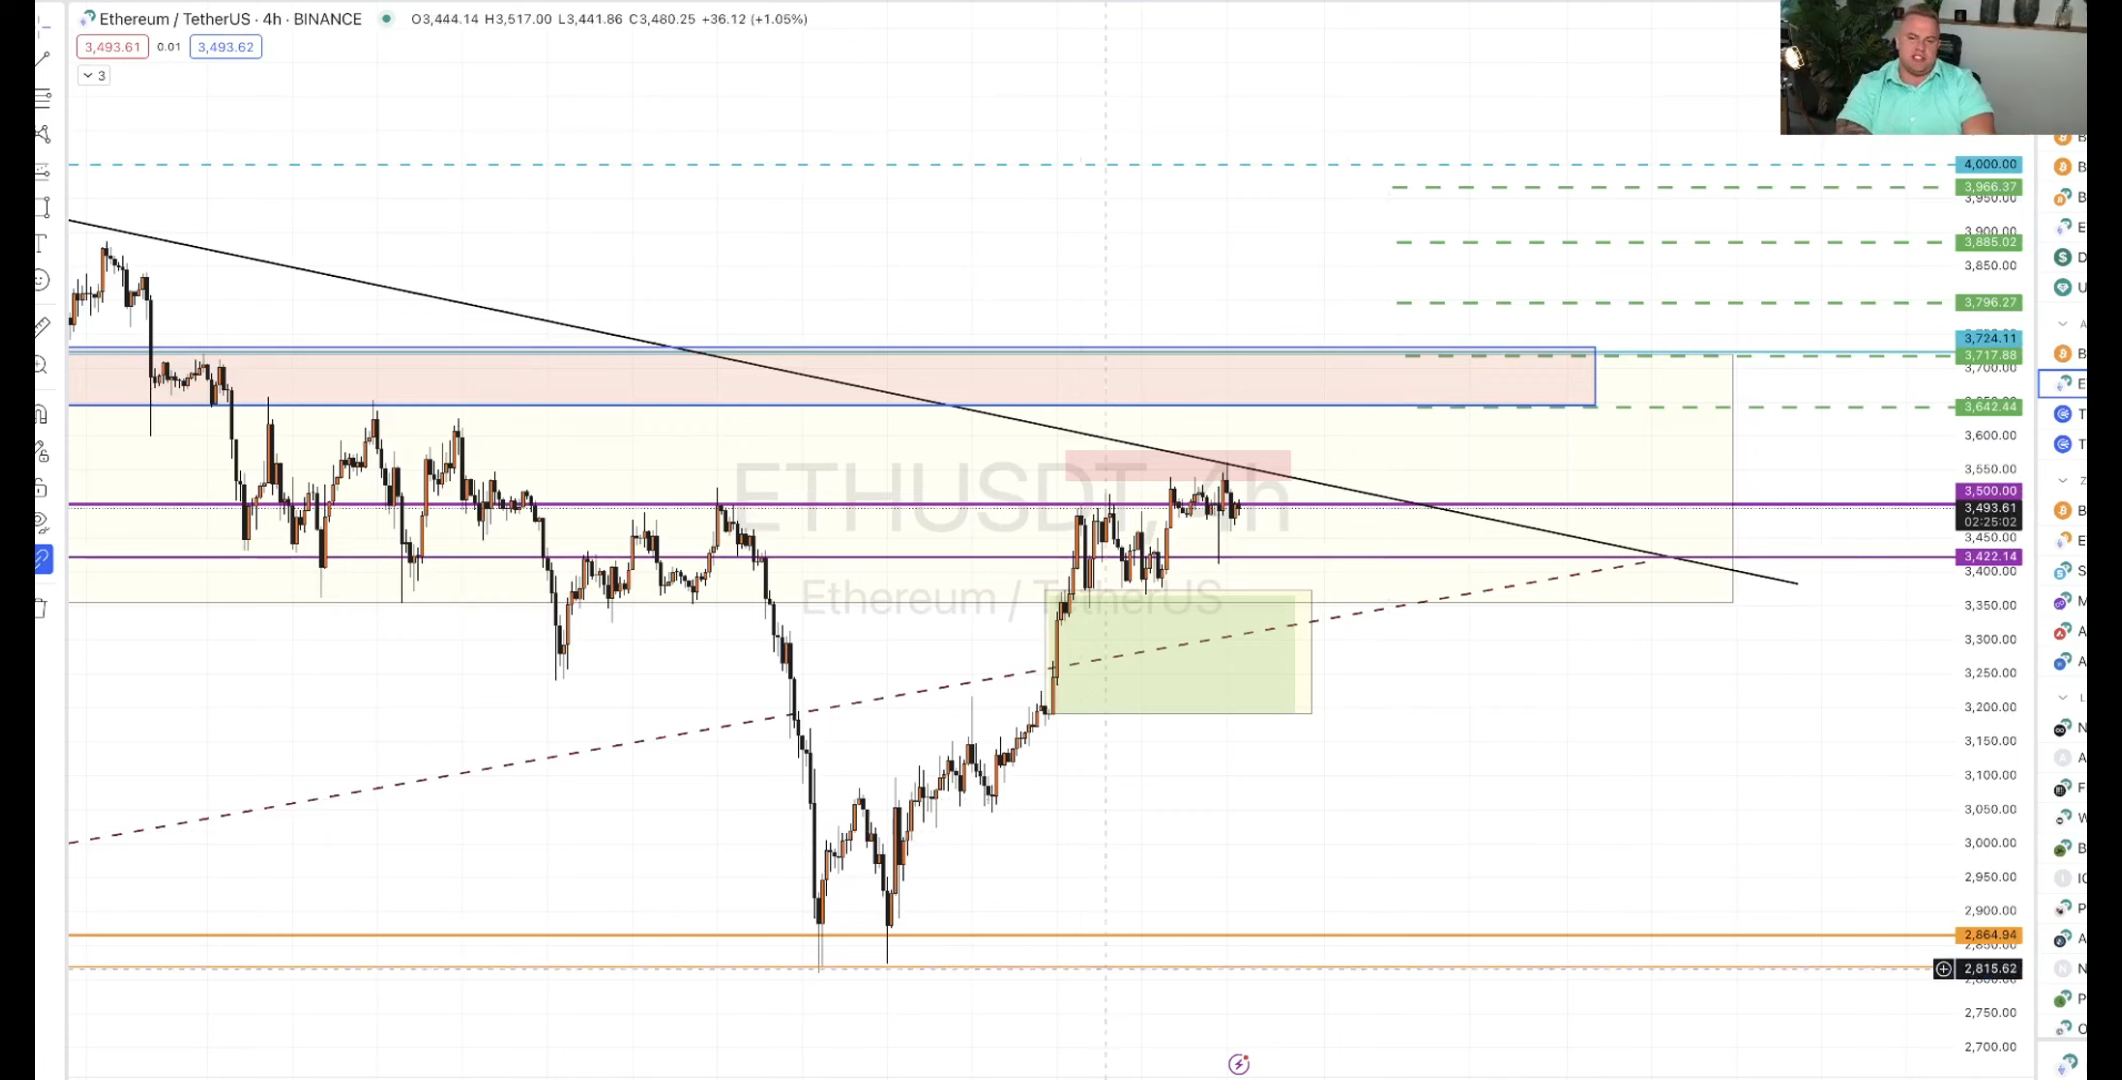 Ethereum / TetherUS · 4h · BINANCE O3,444.14 H3,517.00 L3,441.86 C3,480.25 +36.12 (+1.05%)
3,493.61 0.01 3,493.62
3
4,000.00
3,966.37
3,950.00
3,900.00
3,885.02
3,850.00
3,796.27
3,724.11
3,717.88
3,700.00
3,642.44
3,600.00
3,550.00
3,500.00
3,493.61
02:25:02
3,450.00
3,422.14
3,400.00
3,350.00
3,300.00
3,250.00
3,200.00
3,150.00
3,100.00
3,050.00
3,000.00
2,950.00
2,900.00
2,864.94
2,815.62
2,750.00
2,700.00
ETHUSDT, 4h
Ethereum / TetherUS
B
B
B
E
D
U
A
B
E
T
T
Z
B
E
S
M
A
A
L
N
A
F
W
B
IC
P
A
N
P
O